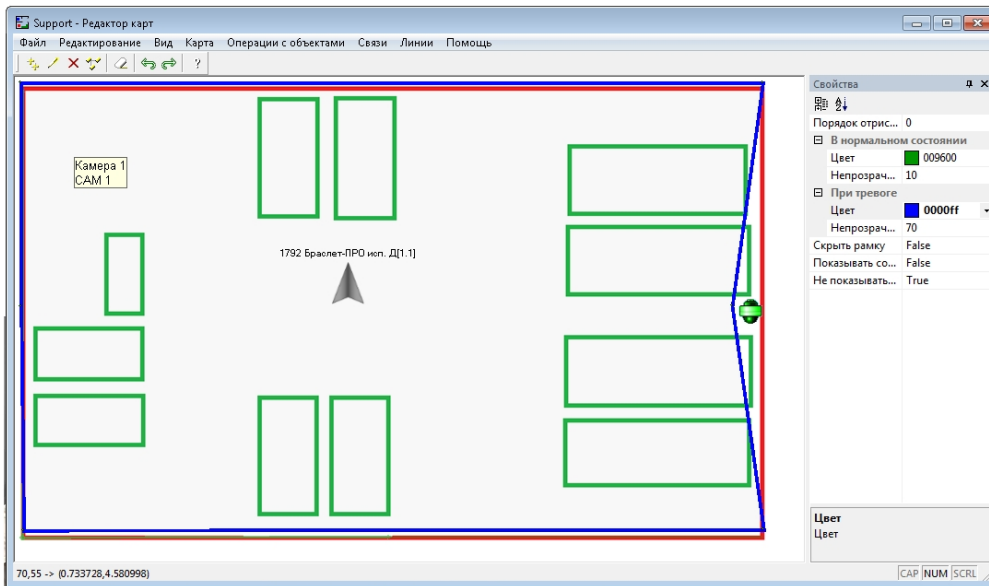 Support - Редактор карт
Файл Редактирование Вид Карта Операции с объектами Связи Линии Помощь
?
Камера 1
CAM 1
1792 Браслет-ПРО исп. Д[1.1]
Свойства
Порядок отрис... 0
В нормальном состоянии
Цвет 009600
Непрозрач... 10
При тревоге
Цвет 0000ff
Непрозрач... 70
Скрыть рамку False
Показывать со... False
Не показывать... True
Цвет
Цвет
70,55 -> (0.733728,4.580998)
CAP NUM SCRL